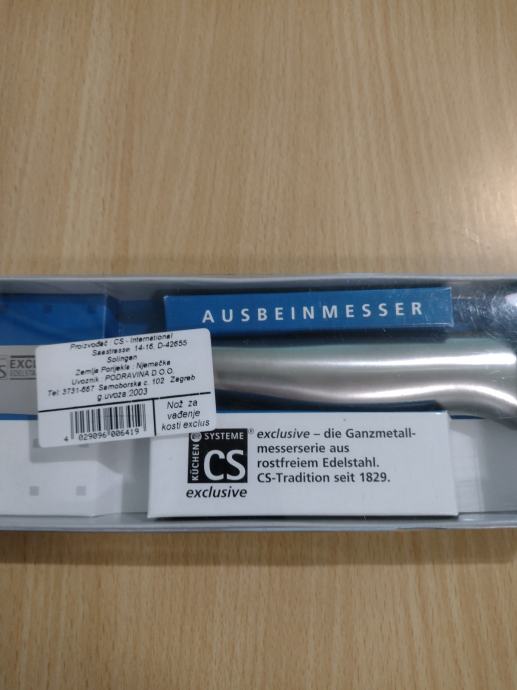 AUSBEINMESSER
Proizvođač : CS - International
Saastrasse 14-16, D-42655
Solingen
Zemlja Porijekla : Njemačka
Uvoznik : PODRAVINA D.O.O.
Tel: 3731-667 Samoborska c. 102 Zagreb
g.uvoza 2003
4 029096 006419
Nož za
vađenje
kosti exclus
EDELSTA
KÜCHEN SYSTEME
CS
exclusive
exclusive – die Ganzmetall-
messerserie aus
rostfreiem Edelstahl.
CS-Tradition seit 1829.